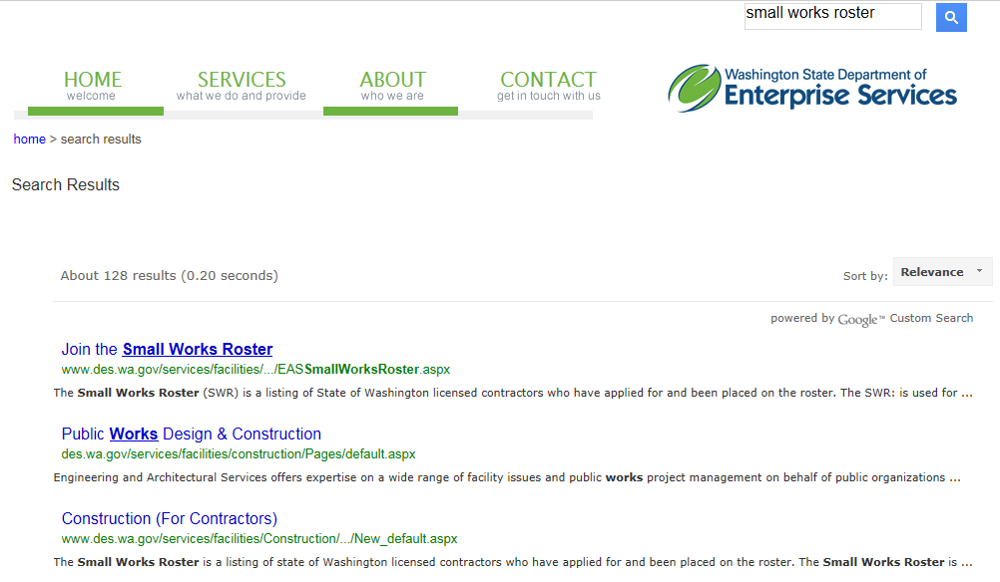 small works roster
HOME SERVICES ABOUT CONTACT
welcome what we do and provide who we are get in touch with us
Washington State Department of
Enterprise Services
home > search results
Search Results
About 128 results (0.20 seconds)
Sort by: Relevance
powered by Google™ Custom Search
Join the Small Works Roster
www.des.wa.gov/services/facilities/.../EASSmallWorksRoster.aspx
The Small Works Roster (SWR) is a listing of State of Washington licensed contractors who have applied for and been placed on the roster. The SWR: is used for ...
Public Works Design & Construction
des.wa.gov/services/facilities/construction/Pages/default.aspx
Engineering and Architectural Services offers expertise on a wide range of facility issues and public works project management on behalf of public organizations ...
Construction (For Contractors)
www.des.wa.gov/services/facilities/Construction/.../New_default.aspx
The Small Works Roster is a listing of state of Washington licensed contractors who have applied for and been placed on the roster. The Small Works Roster is ...